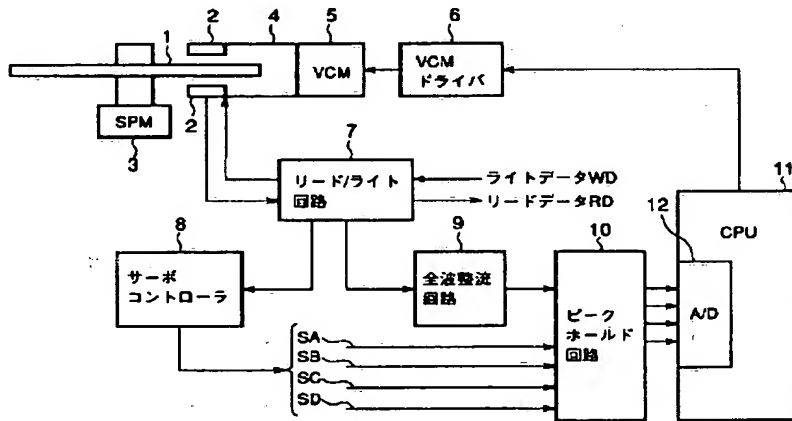 2
4
5
6
1
VCM
VCM
ドライバ
SPM
2
3
7
リード/ライト
回路
ライトデータWD
リードデータRD
11
12
CPU
8
9
10
サーボ
コントローラ
全波整流
回路
ピーク
ホールド
回路
A/D
SA
SB
SC
SD